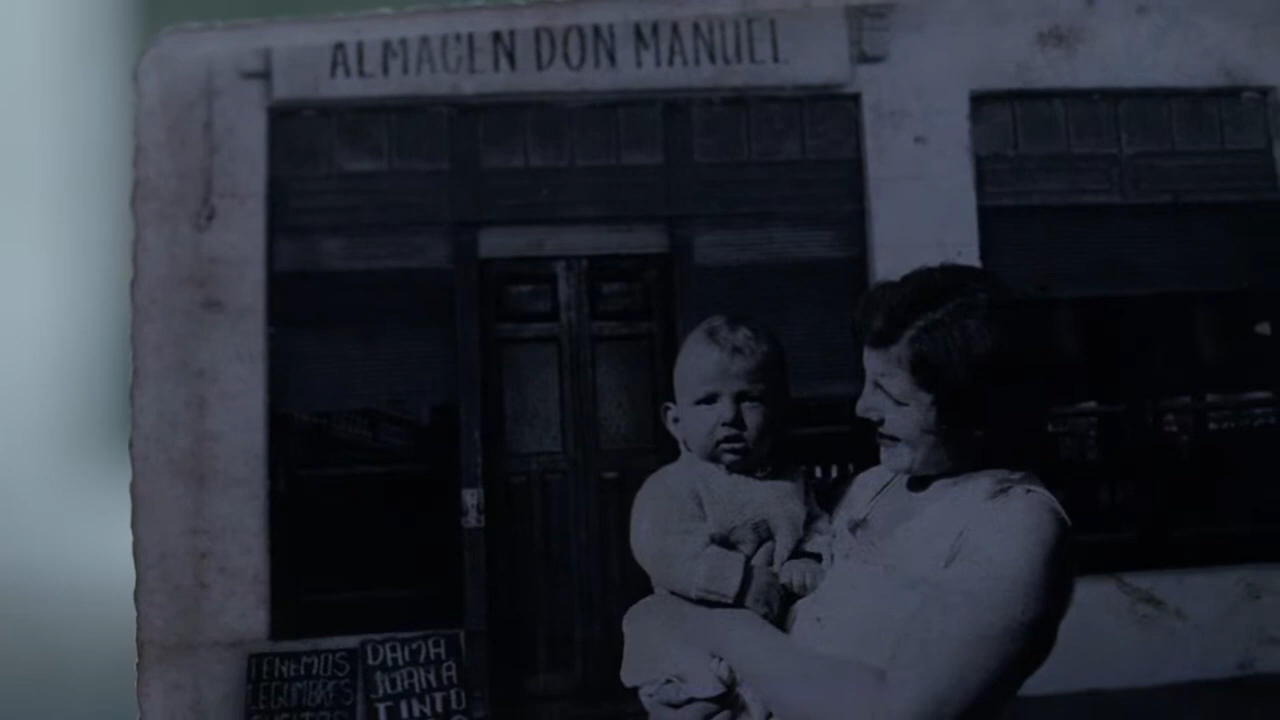 ALMACEN DON MANUEL
TENEMOS
LEGUMBRES
DAMA
JUANA
TINTO